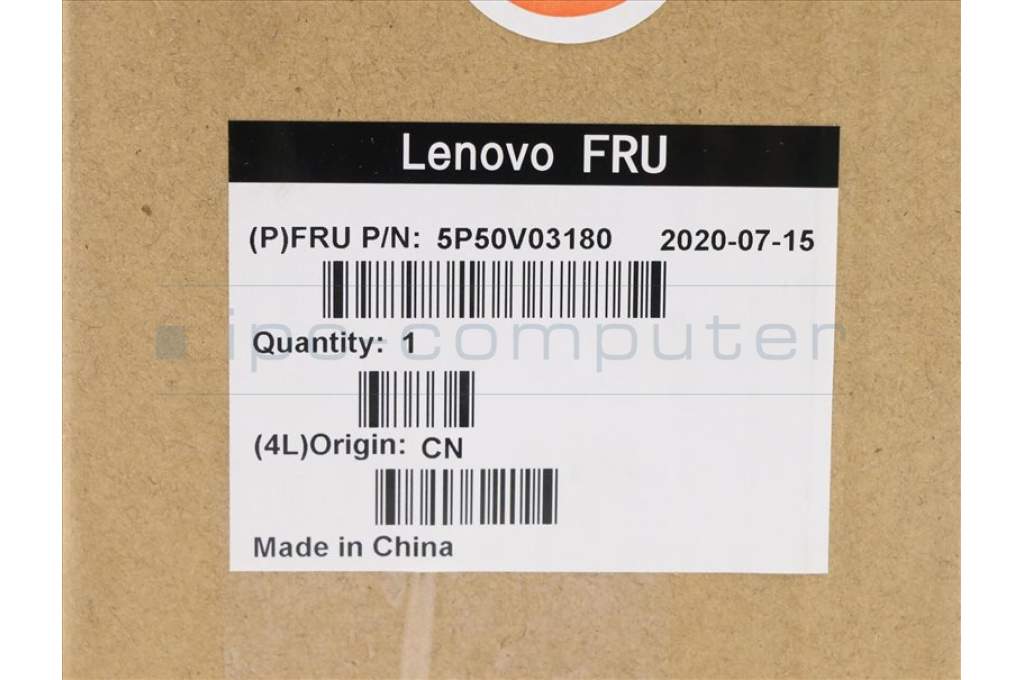 Lenovo FRU
(P)FRU P/N: 5P50V03180 2020-07-15
ipc-computer
Quantity: 1
(4L)Origin: CN
Made in China